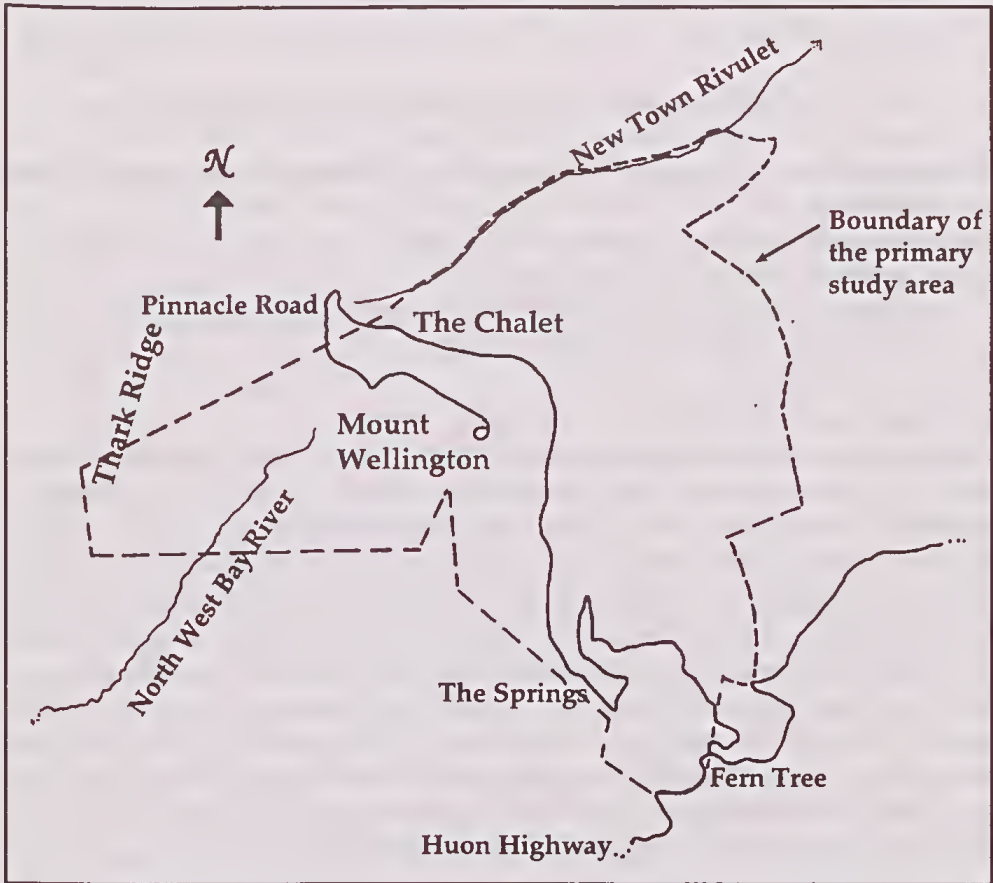 New Town Rivulet
N
Boundary of
the primary
study area
Pinnacle Road
The Chalet
Thark Ridge
Mount
Wellington
North West Bay River
The Springs
Fern Tree
Huon Highway